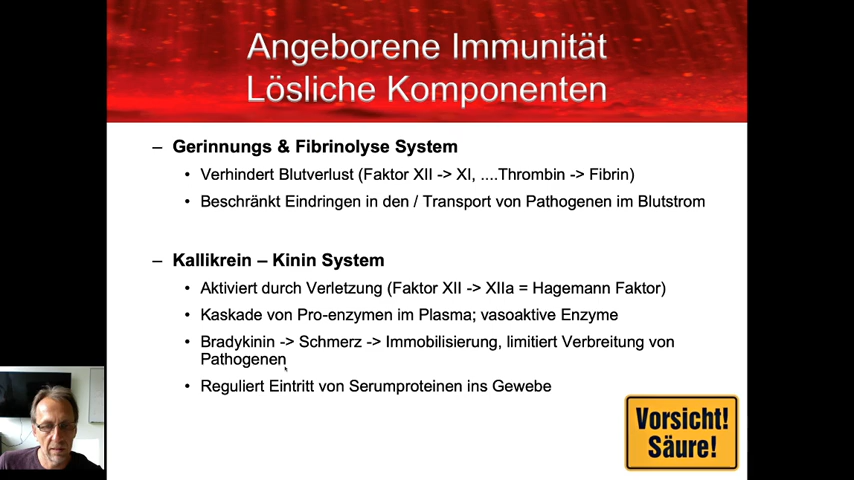 Angeborene Immunität
Lösliche Komponenten
– Gerinnungs & Fibrinolyse System
• Verhindert Blutverlust (Faktor XII -> XI, ....Thrombin -> Fibrin)
• Beschränkt Eindringen in den / Transport von Pathogenen im Blutstrom
– Kallikrein – Kinin System
• Aktiviert durch Verletzung (Faktor XII -> XIIa = Hagemann Faktor)
• Kaskade von Pro-enzymen im Plasma; vasoaktive Enzyme
• Bradykinin -> Schmerz -> Immobilisierung, limitiert Verbreitung von
Pathogenen
• Reguliert Eintritt von Serumproteinen ins Gewebe
Vorsicht!
Säure!